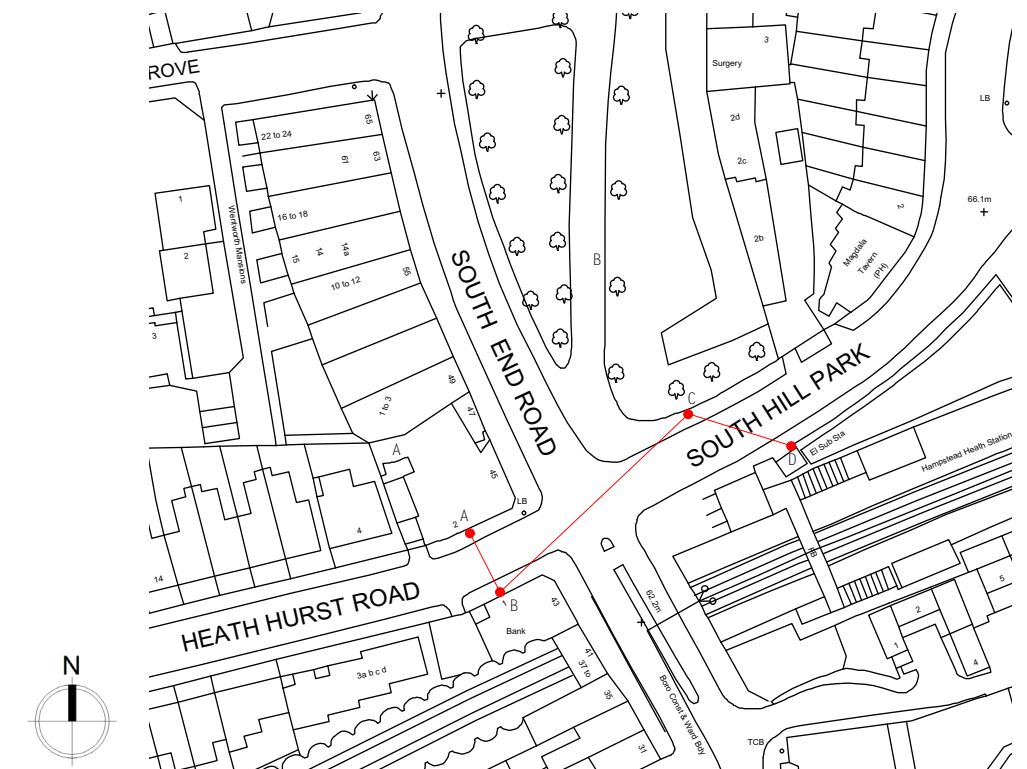 ROVE
22 to 24
65
63
61
16 to 18
14a
14
15
10 to 12
55
49
47
1 to 3
45
Wentworth Mansions
1
2
3
SOUTH END ROAD
B
3
Surgery
2d
2c
2b
2
Magdala
Tavern
(PH)
LB
66.1m
SOUTH HILL PARK
C
D
El Sub Sta
Hampstead Heath Station
A
A
2
LB
4
14
HEATH HURST ROAD
B
1
43
Bank
3a b c d
41
37 to
35
31
62.2m
Boro Const & Ward Bdy
FB
5
2
1
4
TCB
N